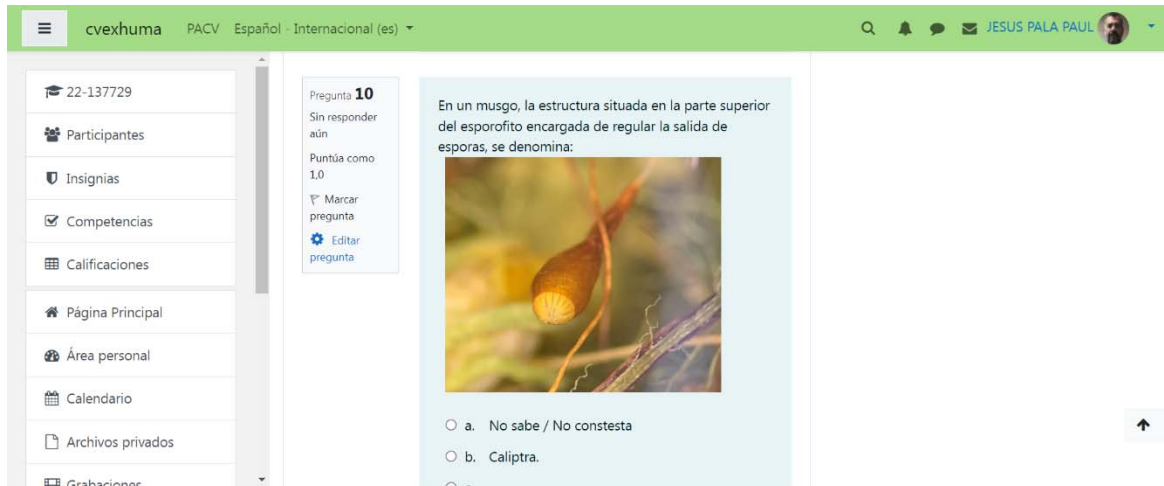 cvexhuma PACV Español - Internacional (es) JESUS PALA PAUL
22-137729
Participantes
Insignias
Competencias
Calificaciones
Página Principal
Área personal
Calendario
Archivos privados
Grabaciones
Pregunta 10
Sin responder
aún
Puntúa como
1,0
Marcar
pregunta
Editar
pregunta
En un musgo, la estructura situada en la parte superior
del esporofito encargada de regular la salida de
esporas, se denomina:
a. No sabe / No constesta
b. Caliptra.